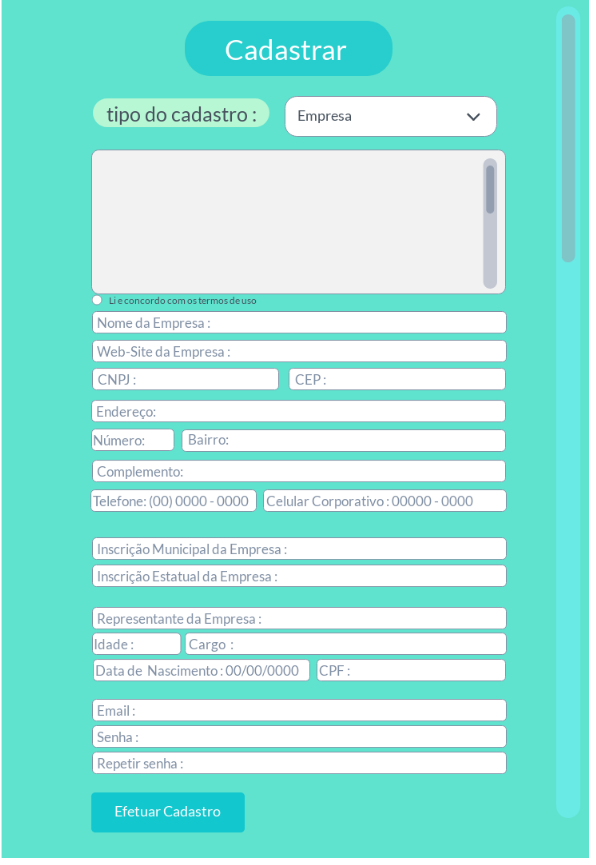 Cadastrar
tipo do cadastro :
Empresa
Li e concordo com os termos de uso
Nome da Empresa :
Web-Site da Empresa :
CNPJ :
CEP :
Endereço:
Número:
Bairro:
Complemento:
Telefone: (00) 0000 - 0000
Celular Corporativo : 00000 - 0000
Inscrição Municipal da Empresa :
Inscrição Estatual da Empresa :
Representante da Empresa :
Idade :
Cargo :
Data de Nascimento : 00/00/0000
CPF :
Email :
Senha :
Repetir senha :
Efetuar Cadastro